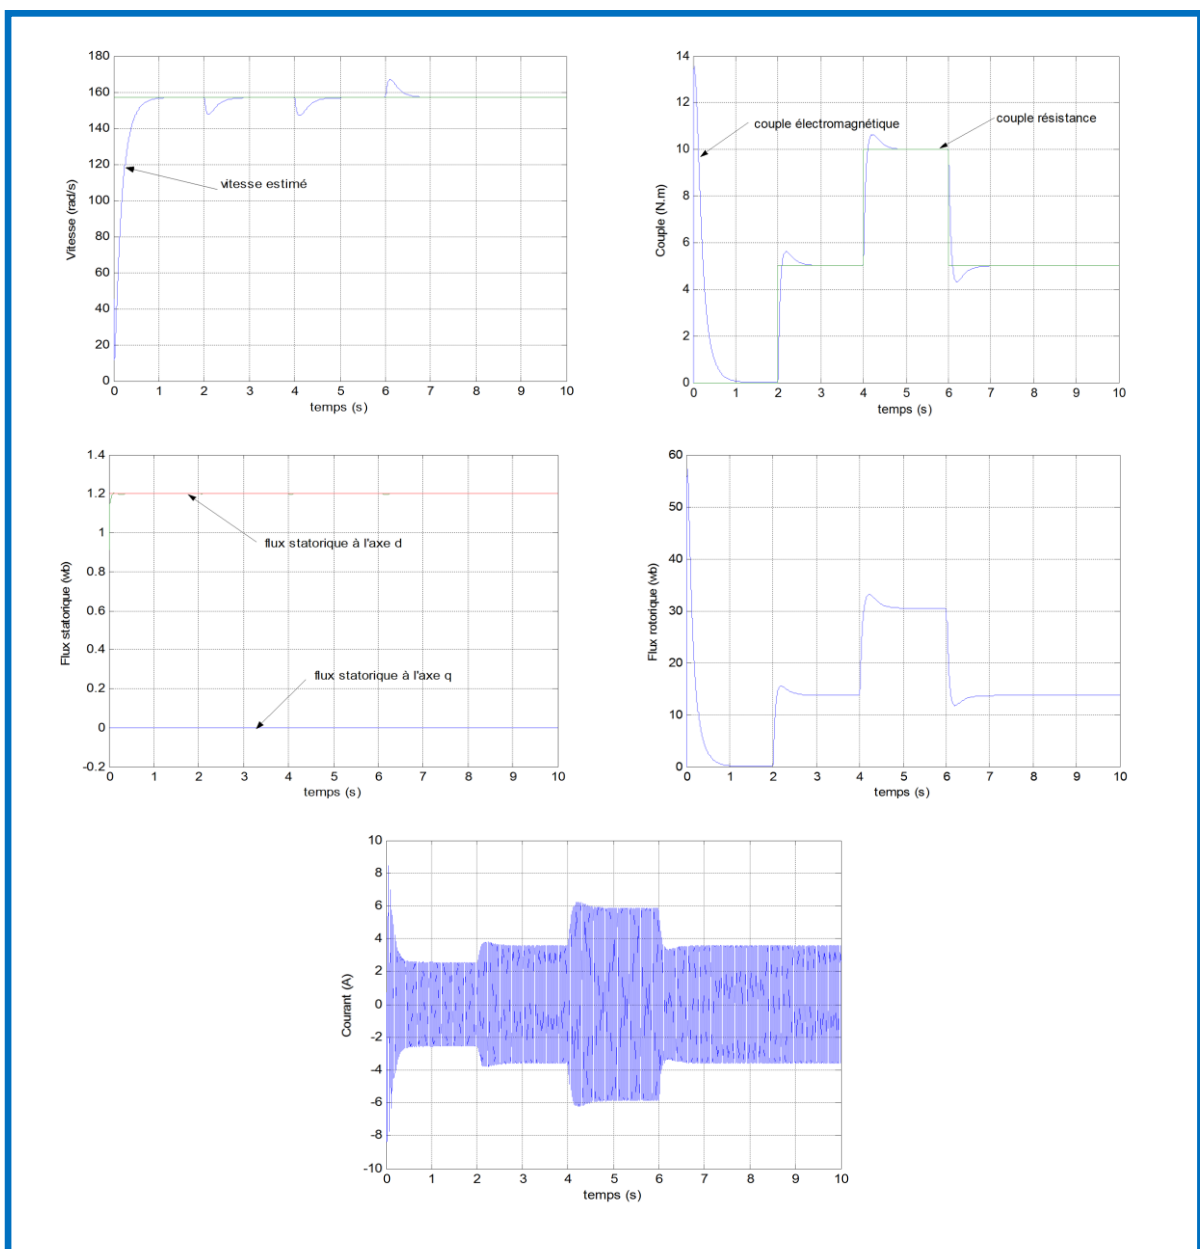 180
160
140
120
100
80
60
40
20
0
Vitesse (rad/s)
vitesse estimé
0 1 2 3 4 5 6 7 8 9 10
temps (s)
14
12
10
8
6
4
2
0
Couple (N.m)
couple électromagnétique
couple résistance
0 1 2 3 4 5 6 7 8 9 10
temps (s)
1.4
1.2
1
0.8
0.6
0.4
0.2
0
-0.2
Flux statorique (wb)
flux statorique à l'axe d
flux statorique à l'axe q
0 1 2 3 4 5 6 7 8 9 10
temps (s)
60
50
40
30
20
10
0
Flux rotorique (wb)
0 1 2 3 4 5 6 7 8 9 10
temps (s)
10
8
6
4
2
0
-2
-4
-6
-8
-10
Courant (A)
0 1 2 3 4 5 6 7 8 9 10
temps (s)